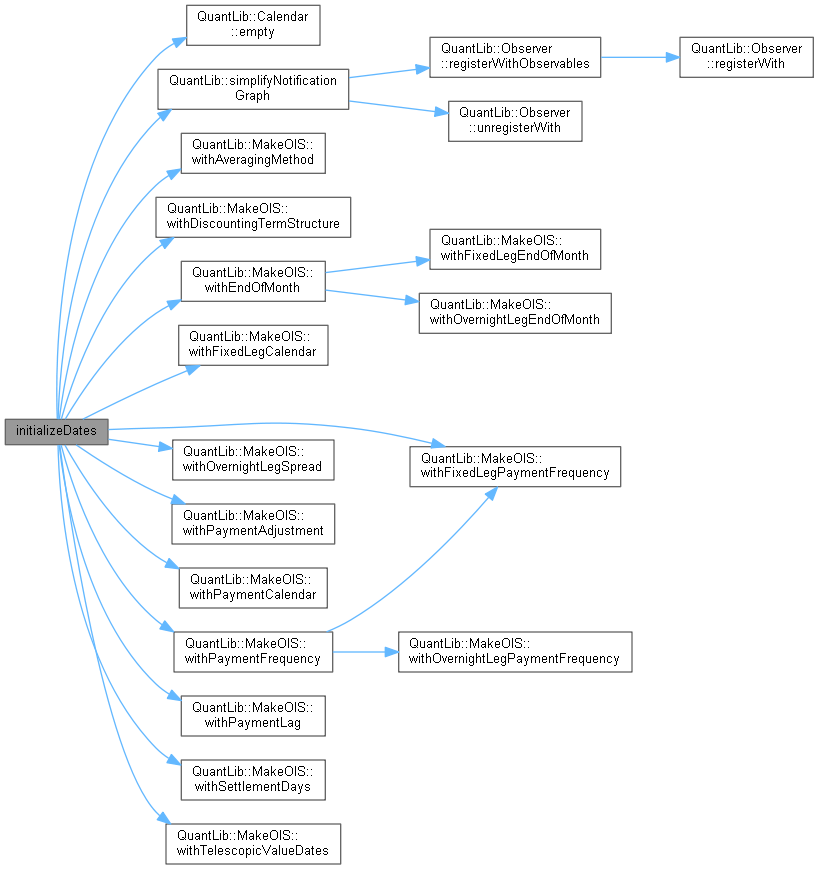 QuantLib::Calendar
::empty
QuantLib::simplifyNotification
Graph
QuantLib::Observer
::registerWithObservables
QuantLib::Observer
::registerWith
QuantLib::Observer
::unregisterWith
QuantLib::MakeOIS::
withAveragingMethod
QuantLib::MakeOIS::
withDiscountingTermStructure
QuantLib::MakeOIS::
withEndOfMonth
QuantLib::MakeOIS::
withFixedLegEndOfMonth
QuantLib::MakeOIS::
withOvernightLegEndOfMonth
QuantLib::MakeOIS::
withFixedLegCalendar
initializeDates
QuantLib::MakeOIS::
withOvernightLegSpread
QuantLib::MakeOIS::
withFixedLegPaymentFrequency
QuantLib::MakeOIS::
withPaymentAdjustment
QuantLib::MakeOIS::
withPaymentCalendar
QuantLib::MakeOIS::
withPaymentFrequency
QuantLib::MakeOIS::
withOvernightLegPaymentFrequency
QuantLib::MakeOIS::
withPaymentLag
QuantLib::MakeOIS::
withSettlementDays
QuantLib::MakeOIS::
withTelescopicValueDates